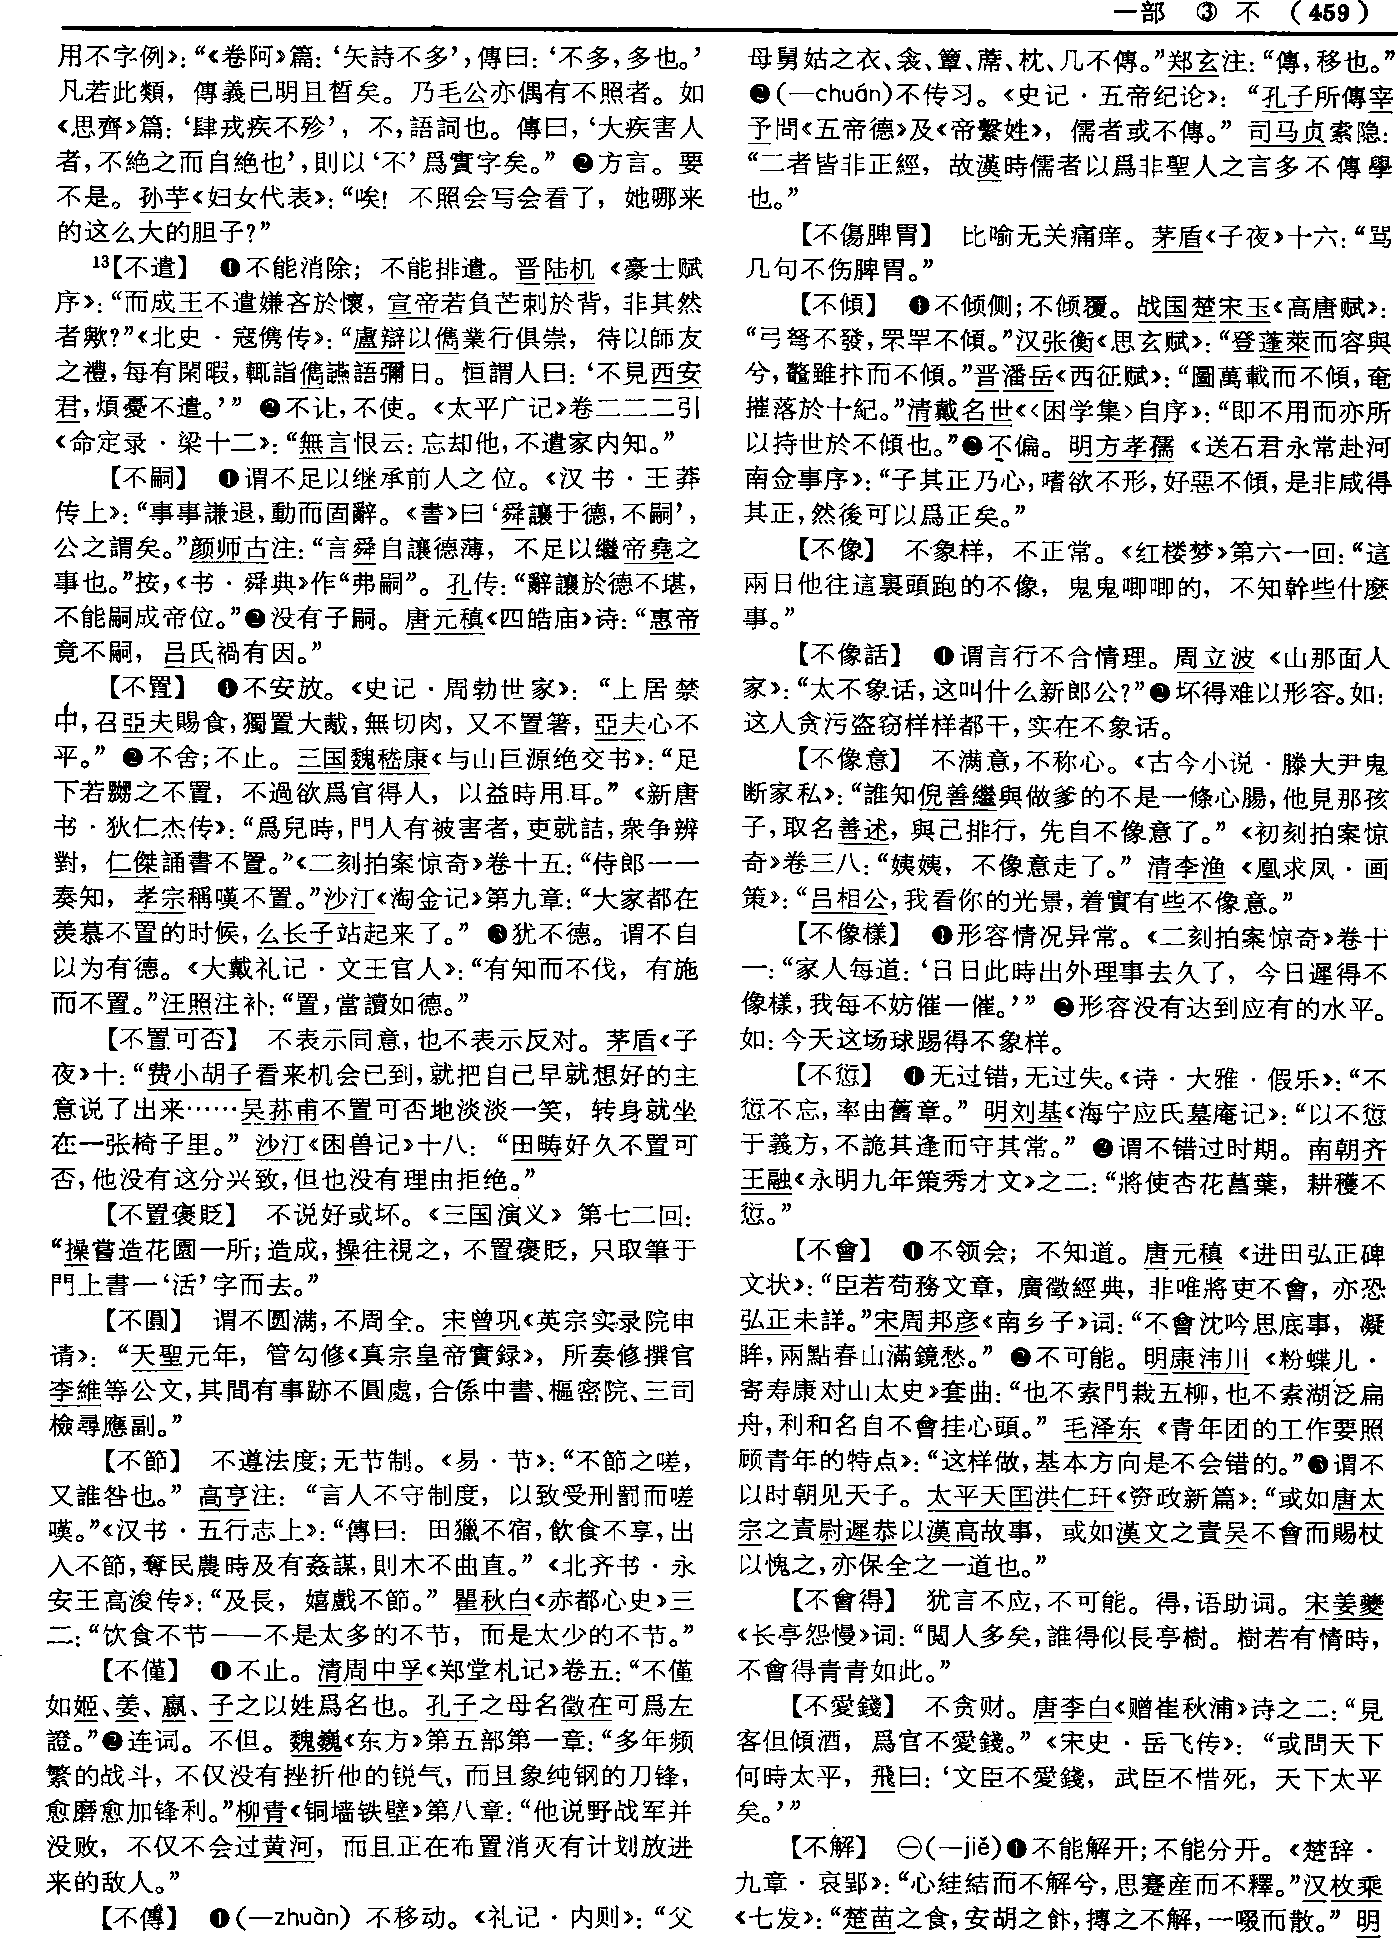 一部 ③ 不 （459）
用不字例》：“《卷阿》篇：‘矢詩不多’，傳曰：‘不多，多也。’
凡若此類，傳義已明且晢矣。乃毛公亦偶有不照者。如
《思齊》篇：‘肆戎疾不殄’，不，語詞也。傳曰，‘大疾害人
者，不絶之而自絶也’，則以‘不’爲實字矣。”❷方言。要
不是。孙芋《妇女代表》：“唉！不照会写会看了，她哪来
的这么大的胆子？”
13【不遣】 ❶不能消除；不能排遣。晋陆机《豪士赋
序》：“而成王不遣嫌吝於懷，宣帝若負芒刺於背，非其然
者歟？”《北史·寇儁传》：“盧辯以儁業行俱崇，待以師友
之禮，每有閑暇，輒詣儁讌語彌日。恒謂人曰：‘不見西安
君，煩憂不遣。’”❷不让，不使。《太平广记》卷二二二引
《命定录·梁十二》：“無言恨云：忘却他，不遣家内知。”
【不嗣】 ❶谓不足以继承前人之位。《汉书·王莽
传上》：“事事謙退，動而固辭。《書》曰‘舜讓于德，不嗣’，
公之謂矣。”颜师古注：“言舜自讓德薄，不足以繼帝堯之
事也。”按，《书·舜典》作“弗嗣”。孔传：“辭讓於德不堪，
不能嗣成帝位。”❷没有子嗣。唐元稹《四皓庙》诗：“惠帝
竟不嗣，吕氏禍有因。”
【不置】 ❶不安放。《史记·周勃世家》：“上居禁
中，召亞夫賜食，獨置大胾，無切肉，又不置箸，亞夫心不
平。”❷不舍；不止。三国魏嵇康《与山巨源绝交书》：“足
下若嬲之不置，不過欲爲官得人，以益時用耳。”《新唐
书·狄仁杰传》：“爲兒時，門人有被害者，吏就詰，衆争辨
對，仁傑誦書不置。”《二刻拍案惊奇》卷十五：“侍郎一一
奏知，孝宗稱嘆不置。”沙汀《淘金记》第九章：“大家都在
羡慕不置的时候，么长子站起来了。”❸犹不德。谓不自
以为有德。《大戴礼记·文王官人》：“有知而不伐，有施
而不置。”汪照注补：“置，當讀如德。”
【不置可否】 不表示同意，也不表示反对。茅盾《子
夜》十：“费小胡子看来机会已到，就把自己早就想好的主
意说了出来……吴荪甫不置可否地淡淡一笑，转身就坐
在一张椅子里。”沙汀《困兽记》十八：“田畴好久不置可
否，他没有这分兴致，但也没有理由拒绝。”
【不置褒貶】 不说好或坏。《三国演义》第七二回：
“操嘗造花園一所；造成，操往視之，不置褒貶，只取筆于
門上書一‘活’字而去。”
【不圓】 谓不圆满，不周全。宋曾巩《英宗实录院申
请》：“天聖元年，管勾修《真宗皇帝實録》，所奏修撰官
李維等公文，其間有事跡不圓處，合係中書、樞密院、三司
檢尋應副。”
【不節】 不遵法度；无节制。《易·节》：“不節之嗟，
又誰咎也。”高亨注：“言人不守制度，以致受刑罰而嗟
嘆。”《汉书·五行志上》：“傳曰：田獵不宿，飲食不享，出
入不節，奪民農時及有姦謀，則木不曲直。”《北齐书·永
安王高浚传》：“及長，嬉戲不節。”瞿秋白《赤都心史》三
二：“饮食不节——不是太多的不节，而是太少的不节。”
【不僅】 ❶不止。清周中孚《郑堂札记》卷五：“不僅
如姬、姜、嬴、子之以姓爲名也。孔子之母名徵在可爲左
證。”❷连词。不但。魏巍《东方》第五部第一章：“多年频
繁的战斗，不仅没有挫折他的锐气，而且象纯钢的刀锋，
愈磨愈加锋利。”柳青《铜墙铁壁》第八章：“他说野战军并
没败，不仅不会过黄河，而且正在布置消灭有计划放进
来的敌人。”
【不傳】 ❶（—zhuàn）不移动。《礼记·内则》：“父
母舅姑之衣、衾、簟、蓆、枕、几不傳。”郑玄注：“傳，移也。”
❷（—chuán）不传习。《史记·五帝纪论》：“孔子所傳宰
予問《五帝德》及《帝繫姓》，儒者或不傳。”司马贞索隐：
“二者皆非正經，故漢時儒者以爲非聖人之言多不傳學
也。”
【不傷脾胃】 比喻无关痛痒。茅盾《子夜》十六：“骂
几句不伤脾胃。”
【不傾】 ❶不倾侧；不倾覆。战国楚宋玉《高唐赋》：
“弓弩不發，罘罕不傾。”汉张衡《思玄赋》：“登蓬萊而容與
兮，鼇雖抃而不傾。”晋潘岳《西征赋》：“圖萬載而不傾，奄
摧落於十紀。”清戴名世《〈困学集〉自序》：“即不用而亦所
以持世於不傾也。”❷不偏。明方孝孺《送石君永常赴河
南佥事序》：“子其正乃心，嗜欲不形，好惡不傾，是非咸得
其正，然後可以爲正矣。”
【不像】 不象样，不正常。《红楼梦》第六一回：“這
兩日他往這裏頭跑的不像，鬼鬼唧唧的，不知幹些什麽
事。”
【不像話】 ❶谓言行不合情理。周立波《山那面人
家》：“太不象话，这叫什么新郎公？”❷坏得难以形容。如：
这人贪污盗窃样样都干，实在不象话。
【不像意】 不满意，不称心。《古今小说·滕大尹鬼
断家私》：“誰知倪善繼與做爹的不是一條心腸，他見那孩
子，取名善述，與己排行，先自不像意了。”《初刻拍案惊
奇》卷三八：“姨姨，不像意走了。”清李渔《凰求凤·画
策》：“吕相公，我看你的光景，着實有些不像意。”
【不像樣】 ❶形容情况异常。《二刻拍案惊奇》卷十
一：“家人每道：‘日日此時出外理事去久了，今日遲得不
像樣，我每不妨催一催。’”❷形容没有达到应有的水平。
如：今天这场球踢得不象样。
【不愆】 ❶无过错，无过失。《诗·大雅·假乐》：“不
愆不忘，率由舊章。”明刘基《海宁应氏墓庵记》：“以不愆
于義方，不詭其逢而守其常。”❷谓不错过时期。南朝齐
王融《永明九年策秀才文》之二：“將使杏花菖葉，耕穫不
愆。”
【不會】 ❶不领会；不知道。唐元稹《进田弘正碑
文状》：“臣若苟務文章，廣徵經典，非唯將吏不會，亦恐
弘正未詳。”宋周邦彦《南乡子》词：“不會沈吟思底事，凝
眸，兩點春山滿鏡愁。”❷不可能。明康沛川《粉蝶儿·
寄寿康对山太史》套曲：“也不索門栽五柳，也不索湖泛扁
舟，利和名自不會挂心頭。”毛泽东《青年团的工作要照
顾青年的特点》：“这样做，基本方向是不会错的。”❸谓不
以时朝见天子。太平天国洪仁玕《资政新篇》：“或如唐太
宗之責尉遲恭以漢高故事，或如漢文之責吴不會而賜杖
以愧之，亦保全之一道也。”
【不會得】 犹言不应，不可能。得，语助词。宋姜夔
《长亭怨慢》词：“閲人多矣，誰得似長亭樹。樹若有情時，
不會得青青如此。”
【不愛錢】 不贪财。唐李白《赠崔秋浦》诗之二：“見
客但傾酒，爲官不愛錢。”《宋史·岳飞传》：“或問天下
何時太平，飛曰：‘文臣不愛錢，武臣不惜死，天下太平
矣。’”
【不解】 ㊀（—jiě）❶不能解开；不能分开。《楚辞·
九章·哀郢》：“心絓結而不解兮，思蹇産而不釋。”汉枚乘
《七发》：“楚苗之食，安胡之飰，摶之不解，一啜而散。”明